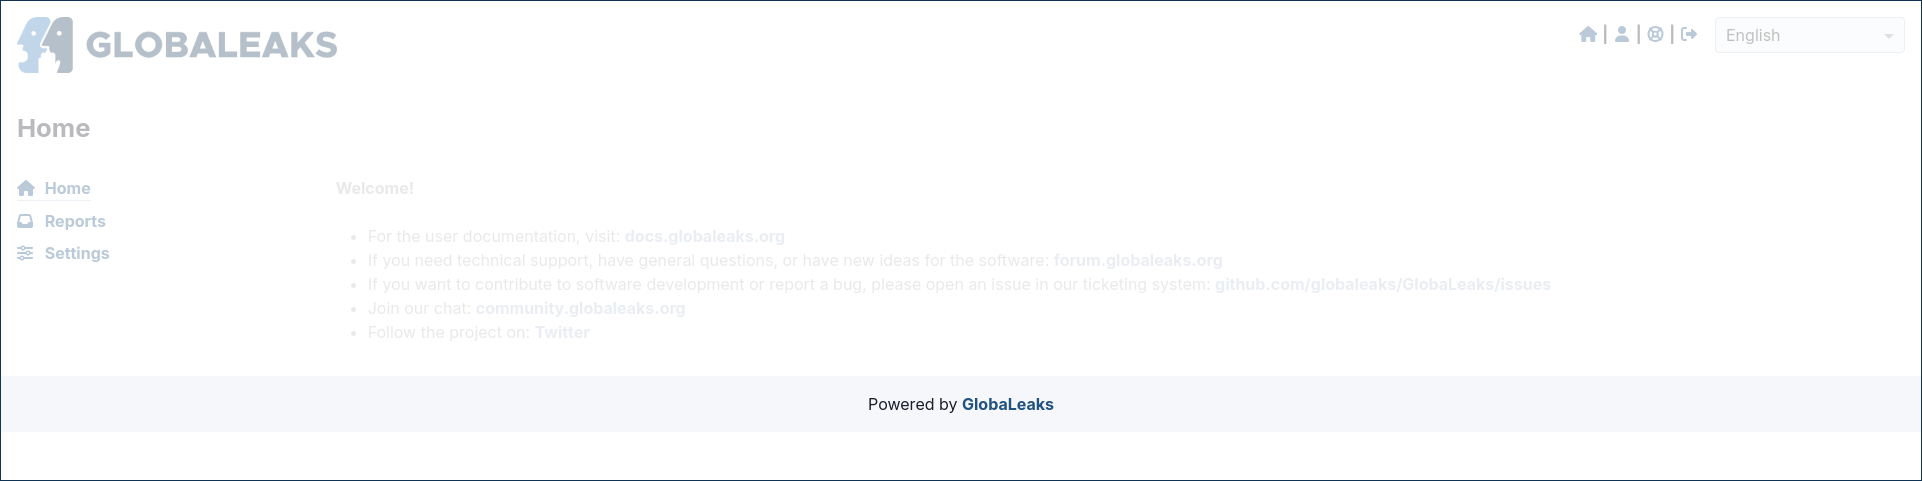 GLOBALEAKS
English
Home
Home
Reports
Settings
Welcome!
For the user documentation, visit: docs.globaleaks.org
If you need technical support, have general questions, or have new ideas for the software: forum.globaleaks.org
If you want to contribute to software development or report a bug, please open an issue in our ticketing system: github.com/globaleaks/GlobaLeaks/issues
Join our chat: community.globaleaks.org
Follow the project on: Twitter
Powered by GlobaLeaks